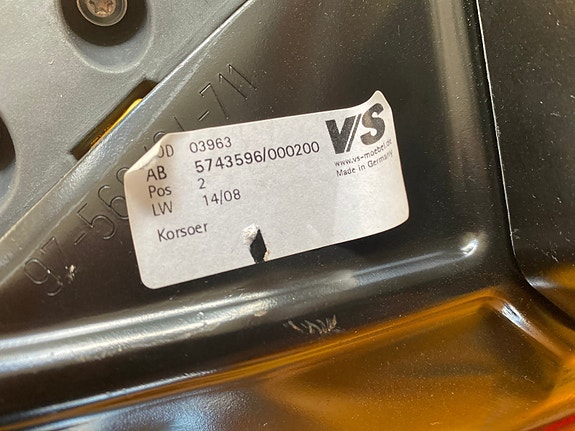 03963
AB 5743596/000200
Pos 2
LW 14/08
Korsoer
VS
www.vs-moebel.de
Made in Germany